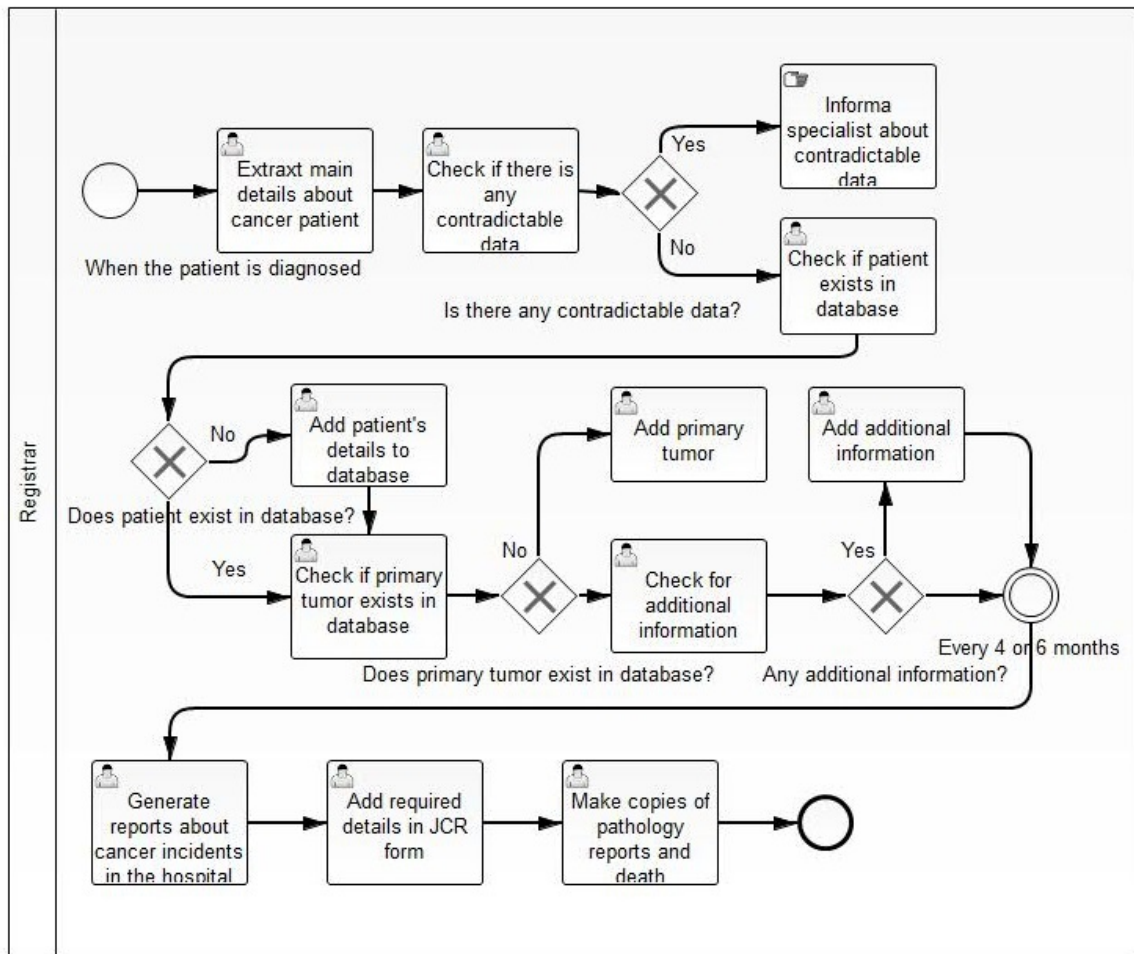 Registrar
Extraxt main
details about
cancer patient
When the patient is diagnosed
Check if there is
any
contradictable
data
Is there any contradictable data?
Yes
Informa
specialist about
contradictable
data
No
Check if patient
exists in
database
Does patient exist in database?
No
Add patient's
details to
database
Yes
Check if primary
tumor exists in
database
Does primary tumor exist in database?
No
Add primary
tumor
Check for
additional
information
Any additional information?
Yes
Add additional
information
Every 4 or 6 months
Generate
reports about
cancer incidents
in the hospital
Add required
details in JCR
form
Make copies of
pathology
reports and
death